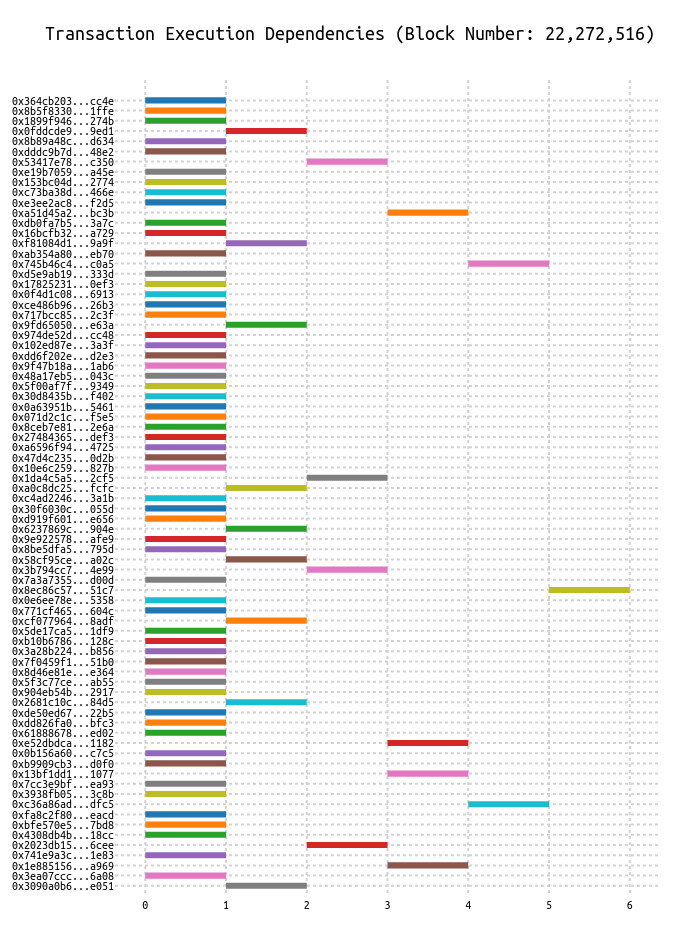 Transaction Execution Dependencies (Block Number: 22,272,516)
0x364cb203...cc4e
0x8b5f8330...1ffe
0x1899f946...274b
0x0fddcde9...9ed1
0x8b89a48c...d634
0xdddc9b7d...48e2
0x53417e78...c350
0xe19b7059...a45e
0x153bc04d...2774
0xc73ba38d...466e
0xe3ee2ac8...f2d5
0xa51d45a2...bc3b
0xdb0fa7b5...3a7c
0x16bcfb32...a729
0xf81084d1...9a9f
0xab354a80...eb70
0x745b46c4...c0a5
0xd5e9ab19...333d
0x17825231...0ef3
0x0f4d1c08...6913
0xce486b96...26b3
0x717bcc85...2c3f
0x9fd65050...e63a
0x974de52d...cc48
0x102ed87e...3a3f
0xdd6f202e...d2e3
0x9f47b18a...1ab6
0x48a17eb5...043c
0x5f00af7f...9349
0x30d8435b...f402
0x0a63951b...5461
0x071d2c1c...f5e5
0x8ceb7e81...2e6a
0x27484365...def3
0xa6596f94...4725
0x47d4c235...0d2b
0x10e6c259...827b
0x1da4c5a5...2cf5
0xa0c8dc25...fcfc
0xc4ad2246...3a1b
0x30f6030c...055d
0xd919f601...e656
0x6237869c...904e
0x9e922578...afe9
0x8be5dfa5...795d
0x58cf95ce...a02c
0x3b794cc7...4e99
0x7a3a7355...d00d
0x8ec86c57...51c7
0x0e6ee78e...5358
0x771cf465...604c
0xcf077964...8adf
0x5de17ca5...1df9
0xb10b6786...128c
0x3a28b224...b856
0x7f0459f1...51b0
0x8d46e81e...e364
0x5f3c77ce...ab55
0x904eb54b...2917
0x2681c10c...84d5
0xde50ed67...22b5
0xdd826fa0...bfc3
0x61888678...ed02
0xe52dbdca...1182
0x0b156a60...c7c5
0xb9909cb3...d0f0
0x13bf1dd1...1077
0x7cc3e9bf...ea93
0x3938fb05...3c8b
0xc36a86ad...dfc5
0xfa8c2f80...eacd
0xbfe570e5...7bd8
0x4308db4b...18cc
0x2023db15...6cee
0x741e9a3c...1e83
0x1e885156...a969
0x3ea07ccc...6a08
0x3090a0b6...e051
0 1 2 3 4 5 6